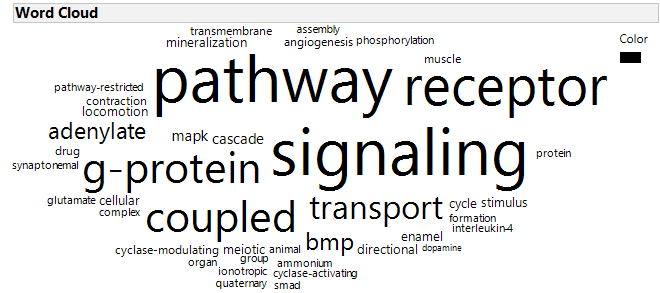 Word Cloud
transmembrane assembly
mineralization angiogenesis phosphorylation Color
muscle
pathway receptor
pathway-restricted
contraction
locomotion
adenylate mapk cascade signaling
drug protein
synaptonemal g-protein
glutamate cellular transport cycle stimulus
complex coupled formation
interleukin-4
bmp enamel
cyclase-modulating meiotic animal directional dopamine
organ group ammonium
ionotropic cyclase-activating
quaternary smad